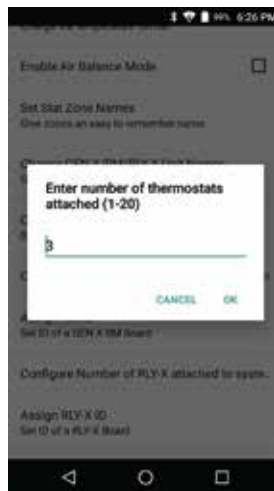 99% 6:26 PM
Enable Air Balance Mode
Set Stat Zone Names
Give zones an easy to remember name
Enter number of thermostats
attached (1-20)
3
CANCEL OK
Set ID of a GEN X BM Board
Configure Number of RLY-X attached to syste..
Assign RLY-X ID
Set ID of a RLY-X Board